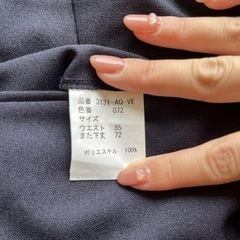 品番 3131-AQ-VE
色番 072
サイズ
ウエスト 85
また下丈 72
ポリエステル 100%